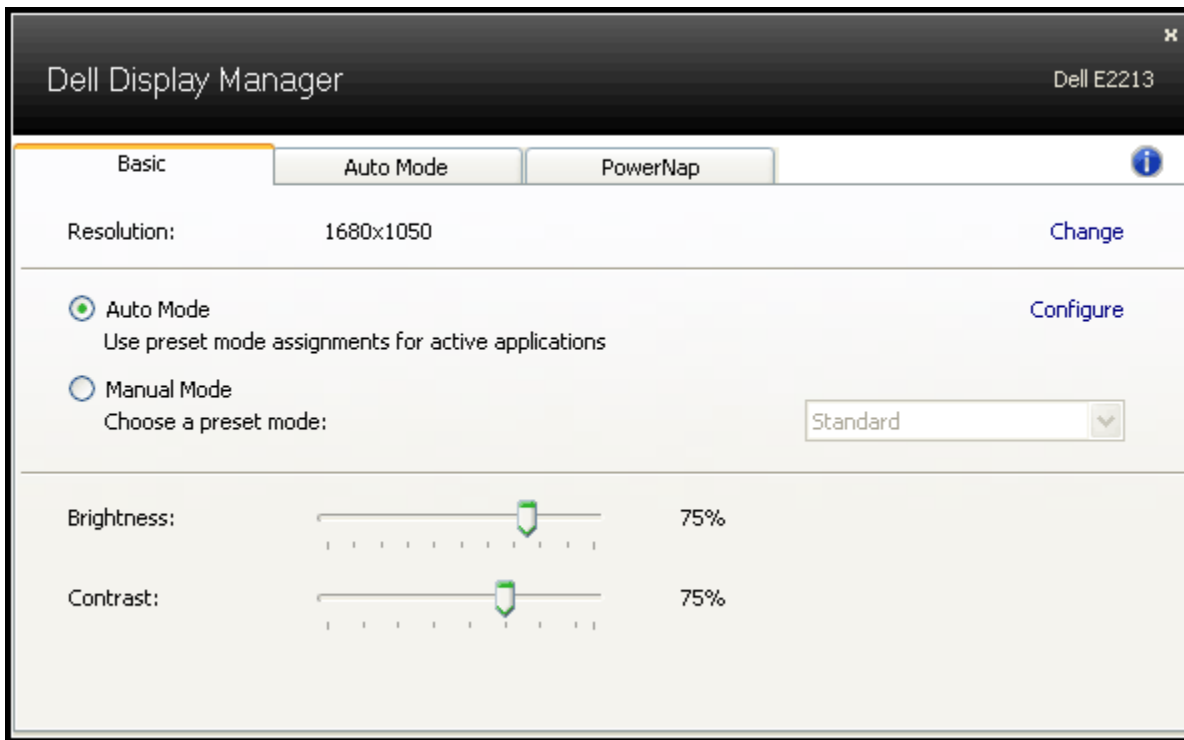 Dell Display Manager
Dell E2213
Basic
Auto Mode
PowerNap
Resolution:
1680x1050
Change
Auto Mode
Configure
Use preset mode assignments for active applications
Manual Mode
Choose a preset mode:
Standard
Brightness:
75%
Contrast:
75%